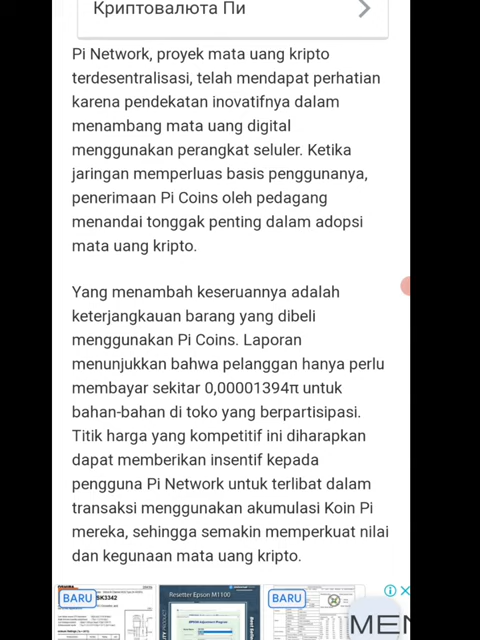 Криптовалюта Пи
Pi Network, proyek mata uang kripto
terdesentralisasi, telah mendapat perhatian
karena pendekatan inovatifnya dalam
menambang mata uang digital
menggunakan perangkat seluler. Ketika
jaringan memperluas basis penggunanya,
penerimaan Pi Coins oleh pedagang
menandai tonggak penting dalam adopsi
mata uang kripto.
Yang menambah keseruannya adalah
keterjangkauan barang yang dibeli
menggunakan Pi Coins. Laporan
menunjukkan bahwa pelanggan hanya perlu
membayar sekitar 0,00001394π untuk
bahan-bahan di toko yang berpartisipasi.
Titik harga yang kompetitif ini diharapkan
dapat memberikan insentif kepada
pengguna Pi Network untuk terlibat dalam
transaksi menggunakan akumulasi Koin Pi
mereka, sehingga semakin memperkuat nilai
dan kegunaan mata uang kripto.
BARU
Resetter Epson M1100
BARU
MEN